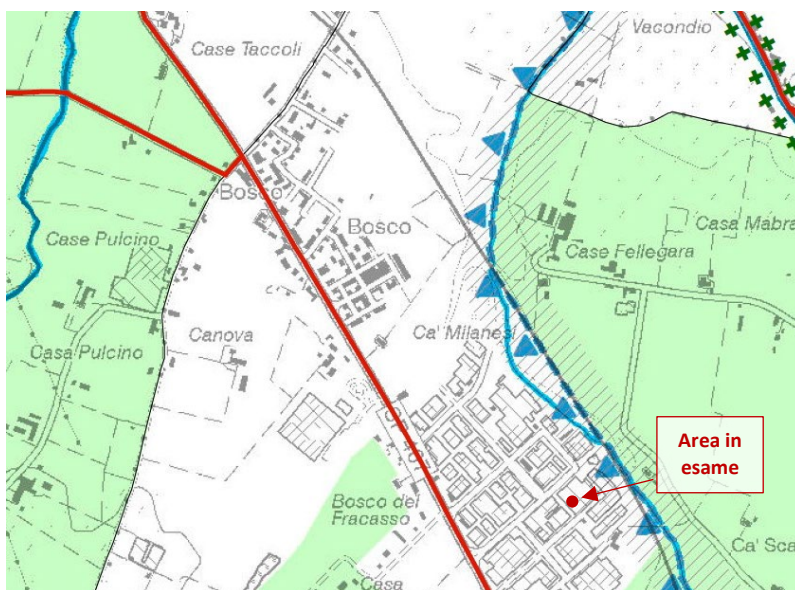 Vacondio
Case Taccoli
Bosco
Bosco
Casa Mabra
Case Pulcino
Case Fellegara
Canova
Ca' Milanesi
Casa Pulcino
Area in
esame
Bosco del
Fracasso
Ca' Sca
Casa